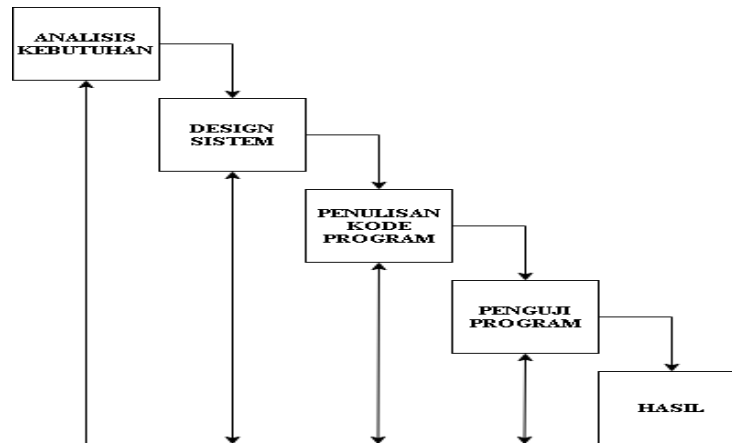 ANALISIS
KEBUTUHAN
DESIGN
SISTEM
PENULISAN
KODE
PROGRAM
PENGUJI
PROGRAM
HASIL